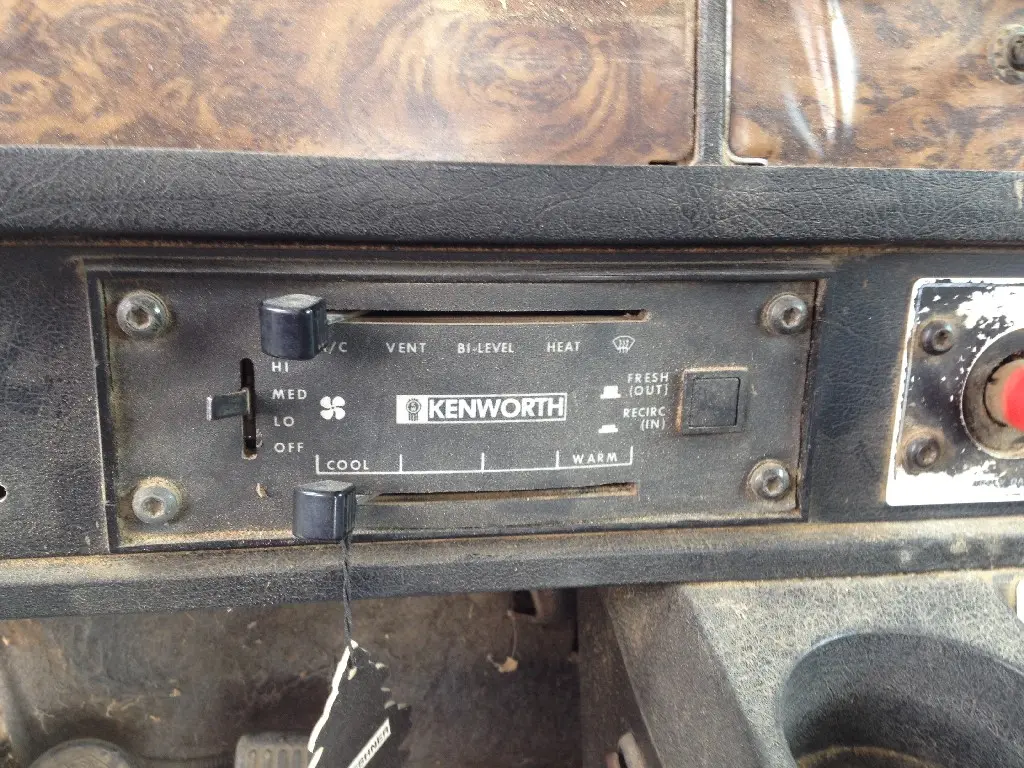 A/C VENT BI-LEVEL HEAT
HI
MED
LO
OFF
KENWORTH
FRESH
(OUT)
RECIRC
(IN)
COOL WARM